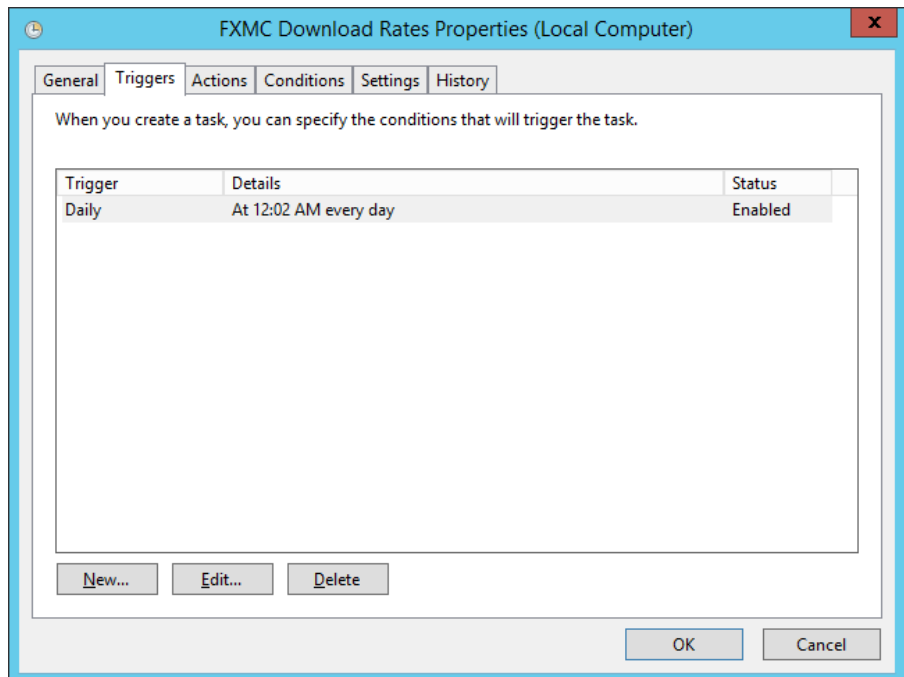 FXMC Download Rates Properties (Local Computer)
x
General Triggers Actions Conditions Settings History
When you create a task, you can specify the conditions that will trigger the task.
Trigger Details Status
Daily At 12:02 AM every day Enabled
New... Edit... Delete
OK Cancel